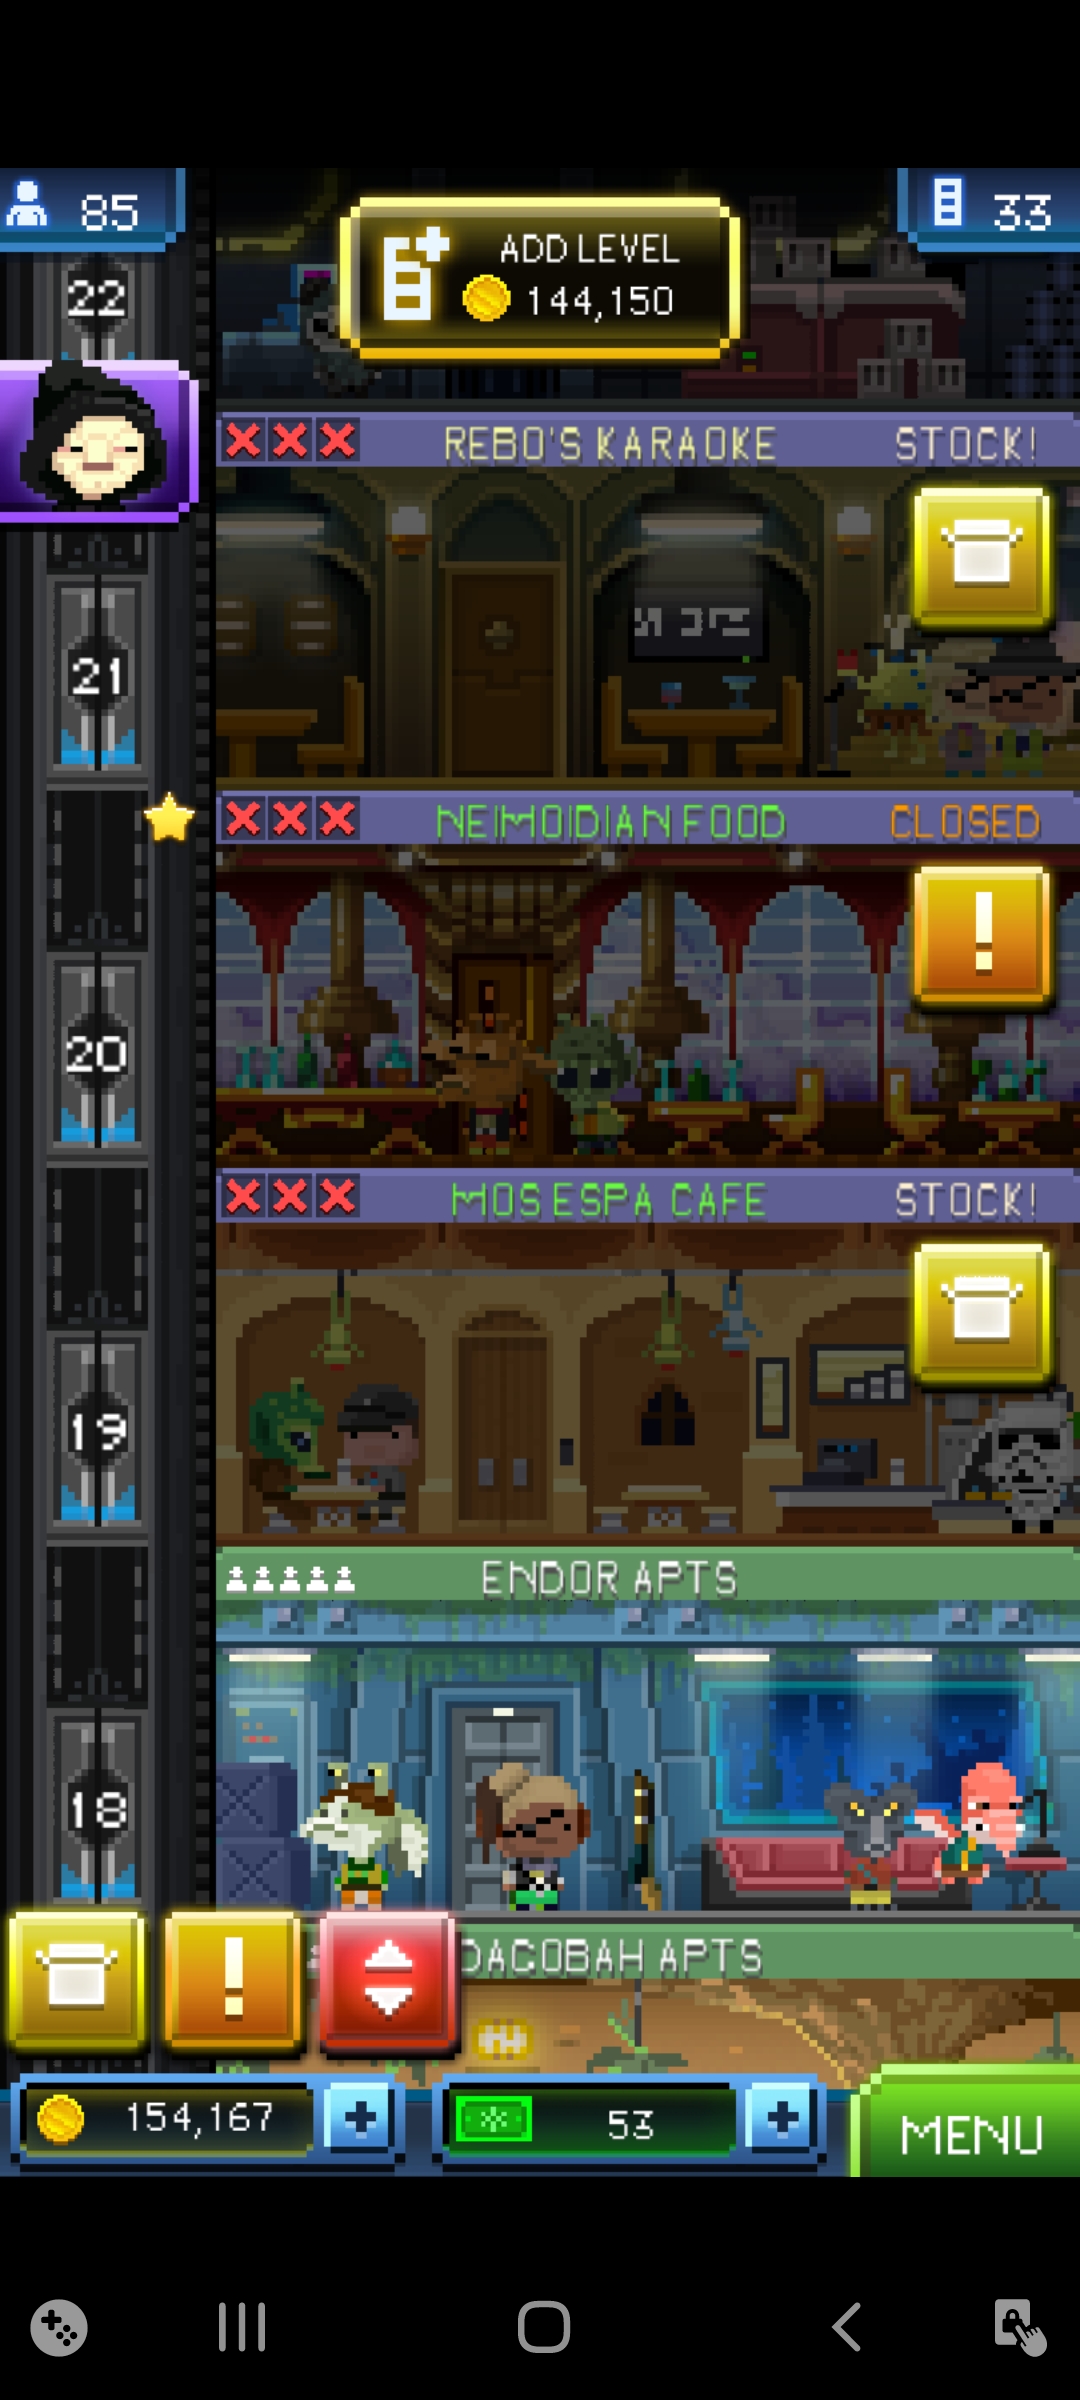 85
33
ADD LEVEL
144,150
22
REBO'S KARAOKE STOCK!
21
NEIMOIDIAN FOOD CLOSED
!
20
MOS ESPA CAFE STOCK!
19
ENDOR APTS
18
DAGOBAH APTS
!
154,167 +
53 +
MENU